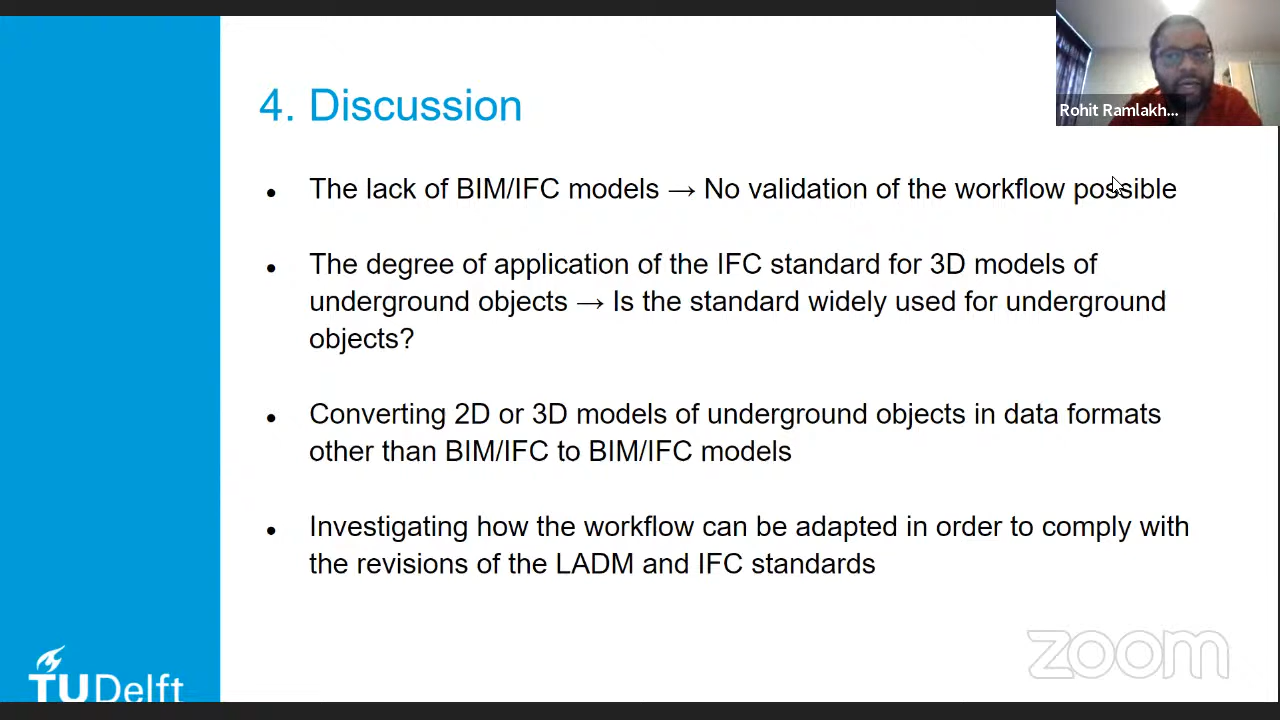 Rohit Ramlakh...
4. Discussion
• The lack of BIM/IFC models → No validation of the workflow possible
• The degree of application of the IFC standard for 3D models of
underground objects → Is the standard widely used for underground
objects?
• Converting 2D or 3D models of underground objects in data formats
other than BIM/IFC to BIM/IFC models
• Investigating how the workflow can be adapted in order to comply with
the revisions of the LADM and IFC standards
zoom
TUDelft